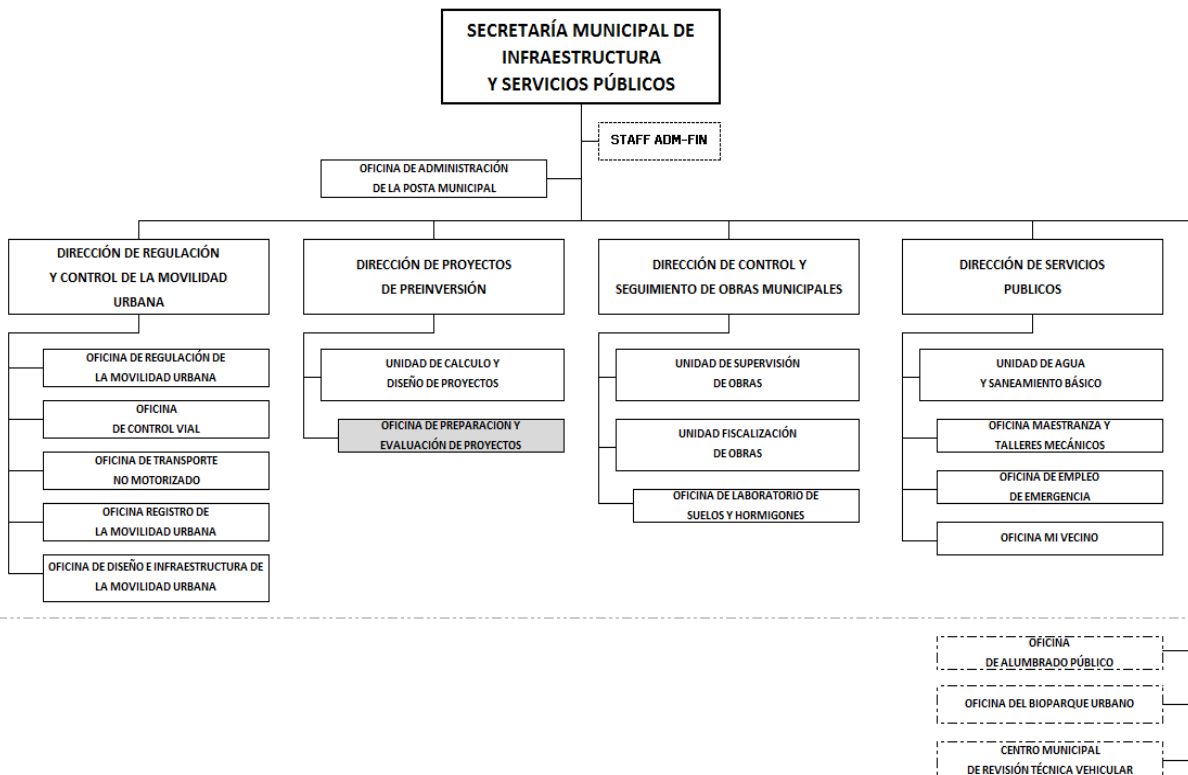 SECRETARÍA MUNICIPAL DE
INFRAESTRUCTURA
Y SERVICIOS PÚBLICOS
STAFF ADM-FIN
OFICINA DE ADMINISTRACIÓN
DE LA POSTA MUNICIPAL
DIRECCIÓN DE REGULACIÓN
Y CONTROL DE LA MOVILIDAD
URBANA
OFICINA DE REGULACIÓN DE
LA MOVILIDAD URBANA
OFICINA
DE CONTROL VIAL
OFICINA DE TRANSPORTE
NO MOTORIZADO
OFICINA REGISTRO DE
LA MOVILIDAD URBANA
OFICINA DE DISEÑO E INFRAESTRUCTURA DE
LA MOVILIDAD URBANA
DIRECCIÓN DE PROYECTOS
DE PREINVERSIÓN
UNIDAD DE CALCULO Y
DISEÑO DE PROYECTOS
OFICINA DE PREPARACION Y
EVALUACIÓN DE PROYECTOS
DIRECCIÓN DE CONTROL Y
SEGUIMIENTO DE OBRAS MUNICIPALES
UNIDAD DE SUPERVISIÓN
DE OBRAS
UNIDAD FISCALIZACIÓN
DE OBRAS
OFICINA DE LABORATORIO DE
SUELOS Y HORMIGONES
DIRECCIÓN DE SERVICIOS
PUBLICOS
UNIDAD DE AGUA
Y SANEAMIENTO BÁSICO
OFICINA MAESTRANZA Y
TALLERES MECÁNICOS
OFICINA DE EMPLEO
DE EMERGENCIA
OFICINA MI VECINO
OFICINA
DE ALUMBRADO PÚBLICO
OFICINA DEL BIOPARQUE URBANO
CENTRO MUNICIPAL
DE REVISIÓN TÉCNICA VEHICULAR